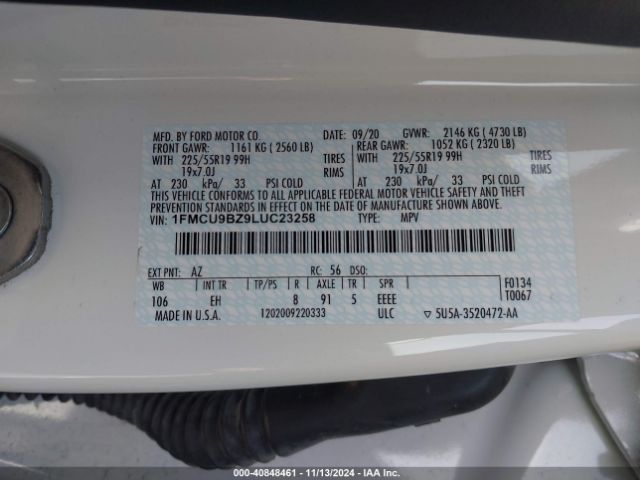 MFD. BY FORD MOTOR CO. DATE: 09/20 GVWR: 2146 KG ( 4730 LB)
FRONT GAWR: 1161 KG ( 2560 LB) REAR GAWR: 1052 KG ( 2320 LB)
WITH 225/55R19 99H TIRES WITH 225/55R19 99H TIRES
19x7.0J RIMS 19x7.0J RIMS
AT 230 kPa/ 33 PSI COLD AT 230 kPa/ 33 PSI COLD
THIS VEHICLE CONFORMS TO ALL APPLICABLE FEDERAL MOTOR VEHICLE SAFETY, BUMPER, AND
THEFT PREVENTION STANDARDS IN EFFECT ON THE DATE OF MANUFACTURE SHOWN ABOVE.
VIN: 1FMCU9BZ9LUC23258 TYPE: MPV
EXT PNT: AZ RC: 56 DSO:
WB INT TR TP/PS R AXLE TR SPR F0134
106 EH 8 91 5 EEEE T0067
MADE IN U.S.A. 1202009220333 ULC ▽ 5U5A-3520472-AA
00-40848461 - 11/13/2024 - IAA Inc.